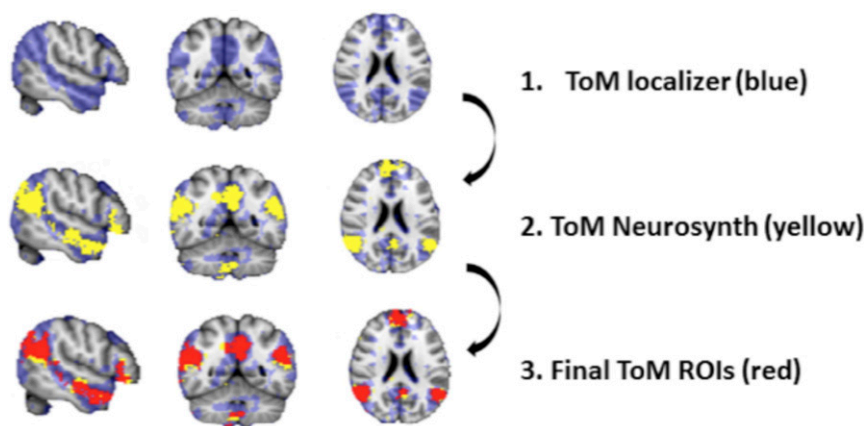 1. ToM localizer (blue)
2. ToM Neurosynth (yellow)
3. Final ToM ROIs (red)